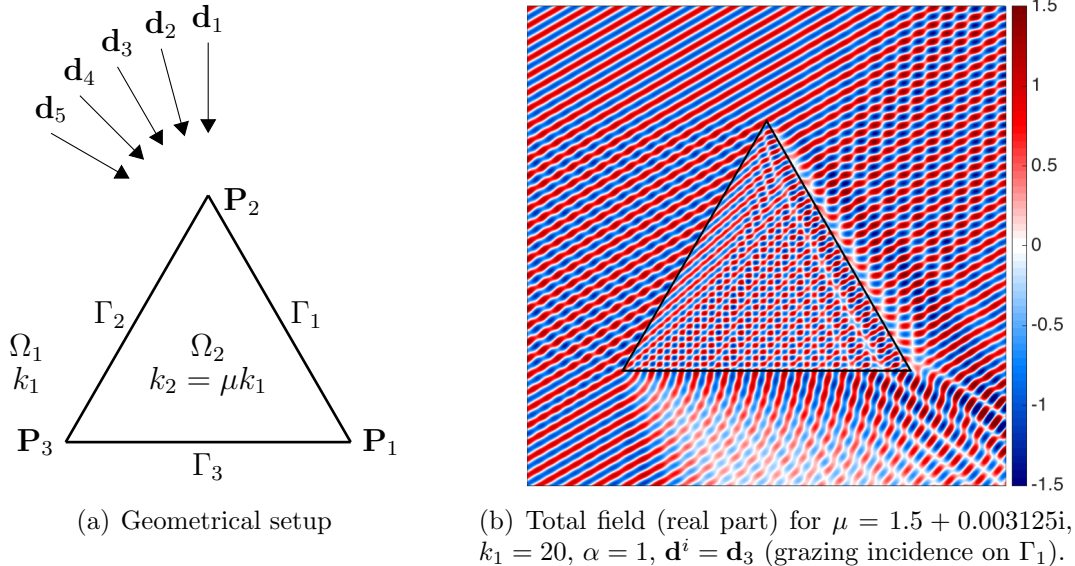 d₁
d₂
d₃
d₄
d₅
P₂
Γ₂
Γ₁
Ω₁
k₁
Ω₂
k₂ = μk₁
P₃
P₁
Γ₃
(a) Geometrical setup
1.5
1
0.5
0
-0.5
-1
-1.5
(b) Total field (real part) for μ = 1.5 + 0.003125i,
k₁ = 20, α = 1, dⁱ = d₃ (grazing incidence on Γ₁).